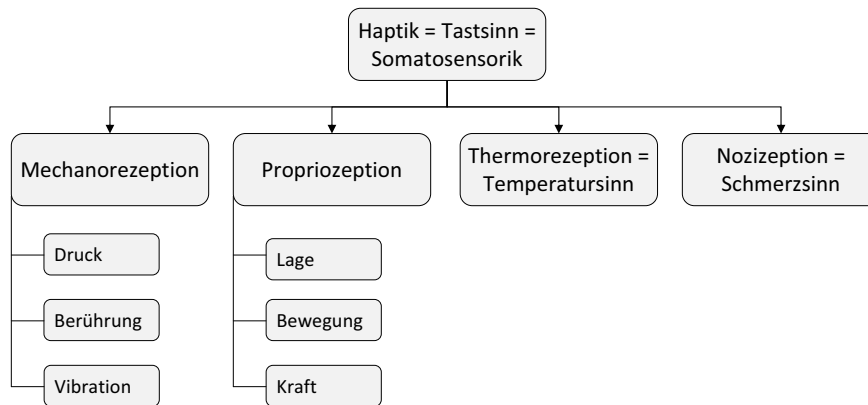 Haptik = Tastsinn =
Somatosensorik
Mechanorezeption
Propriozeption
Thermorezeption =
Temperatursinn
Nozizeption =
Schmerzsinn
Druck
Berührung
Vibration
Lage
Bewegung
Kraft